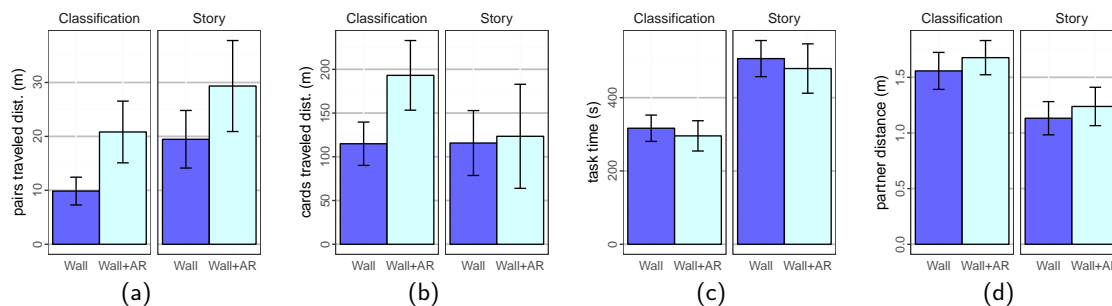 Classification Story
pairs traveled dist. (m)
30
20
10
0
Wall Wall+AR Wall Wall+AR
(a)
Classification Story
cards traveled dist. (m)
200
150
100
50
0
Wall Wall+AR Wall Wall+AR
(b)
Classification Story
task time (s)
400
200
0
Wall Wall+AR Wall Wall+AR
(c)
Classification Story
partner distance (m)
1.5
1.0
0.5
0.0
Wall Wall+AR Wall Wall+AR
(d)